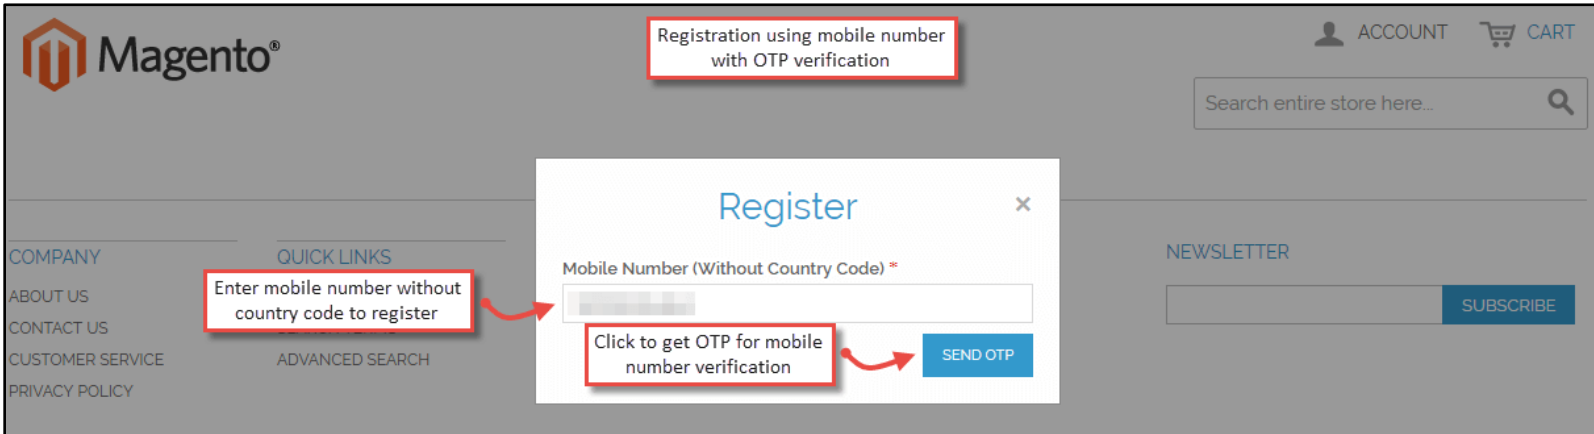 Magento®
Registration using mobile number
with OTP verification
ACCOUNT
CART
Search entire store here...
Register
×
COMPANY
QUICK LINKS
NEWSLETTER
Mobile Number (Without Country Code) *
ABOUT US
Enter mobile number without
country code to register
CONTACT US
SUBSCRIBE
Click to get OTP for mobile
number verification
SEND OTP
CUSTOMER SERVICE
ADVANCED SEARCH
PRIVACY POLICY